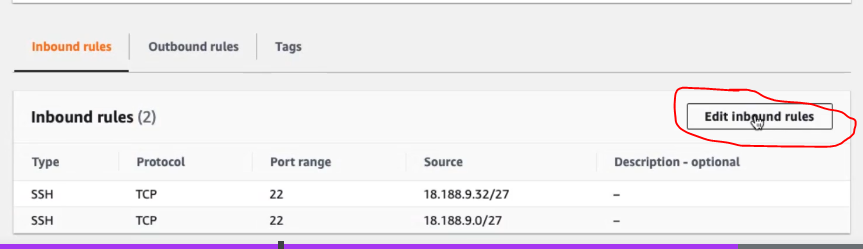 Inbound rules Outbound rules Tags
Inbound rules (2) Edit inbound rules
Type Protocol Port range Source Description - optional
SSH TCP 22 18.188.9.32/27 –
SSH TCP 22 18.188.9.0/27 –